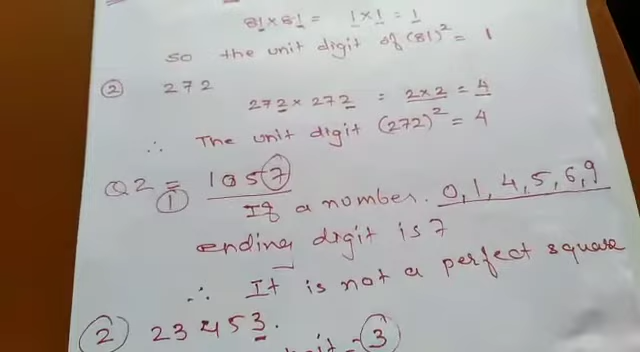 81 × 81 = 1 × 1 = 1
So the unit digit of (81)² = 1
② 272
272 × 272 = 2 × 2 = 4
∴ The unit digit (272)² = 4
Q2 = ① 1057
If a number. 0, 1, 4, 5, 6, 9
ending digit is 7
∴ It is not a perfect square
② 23453.
③